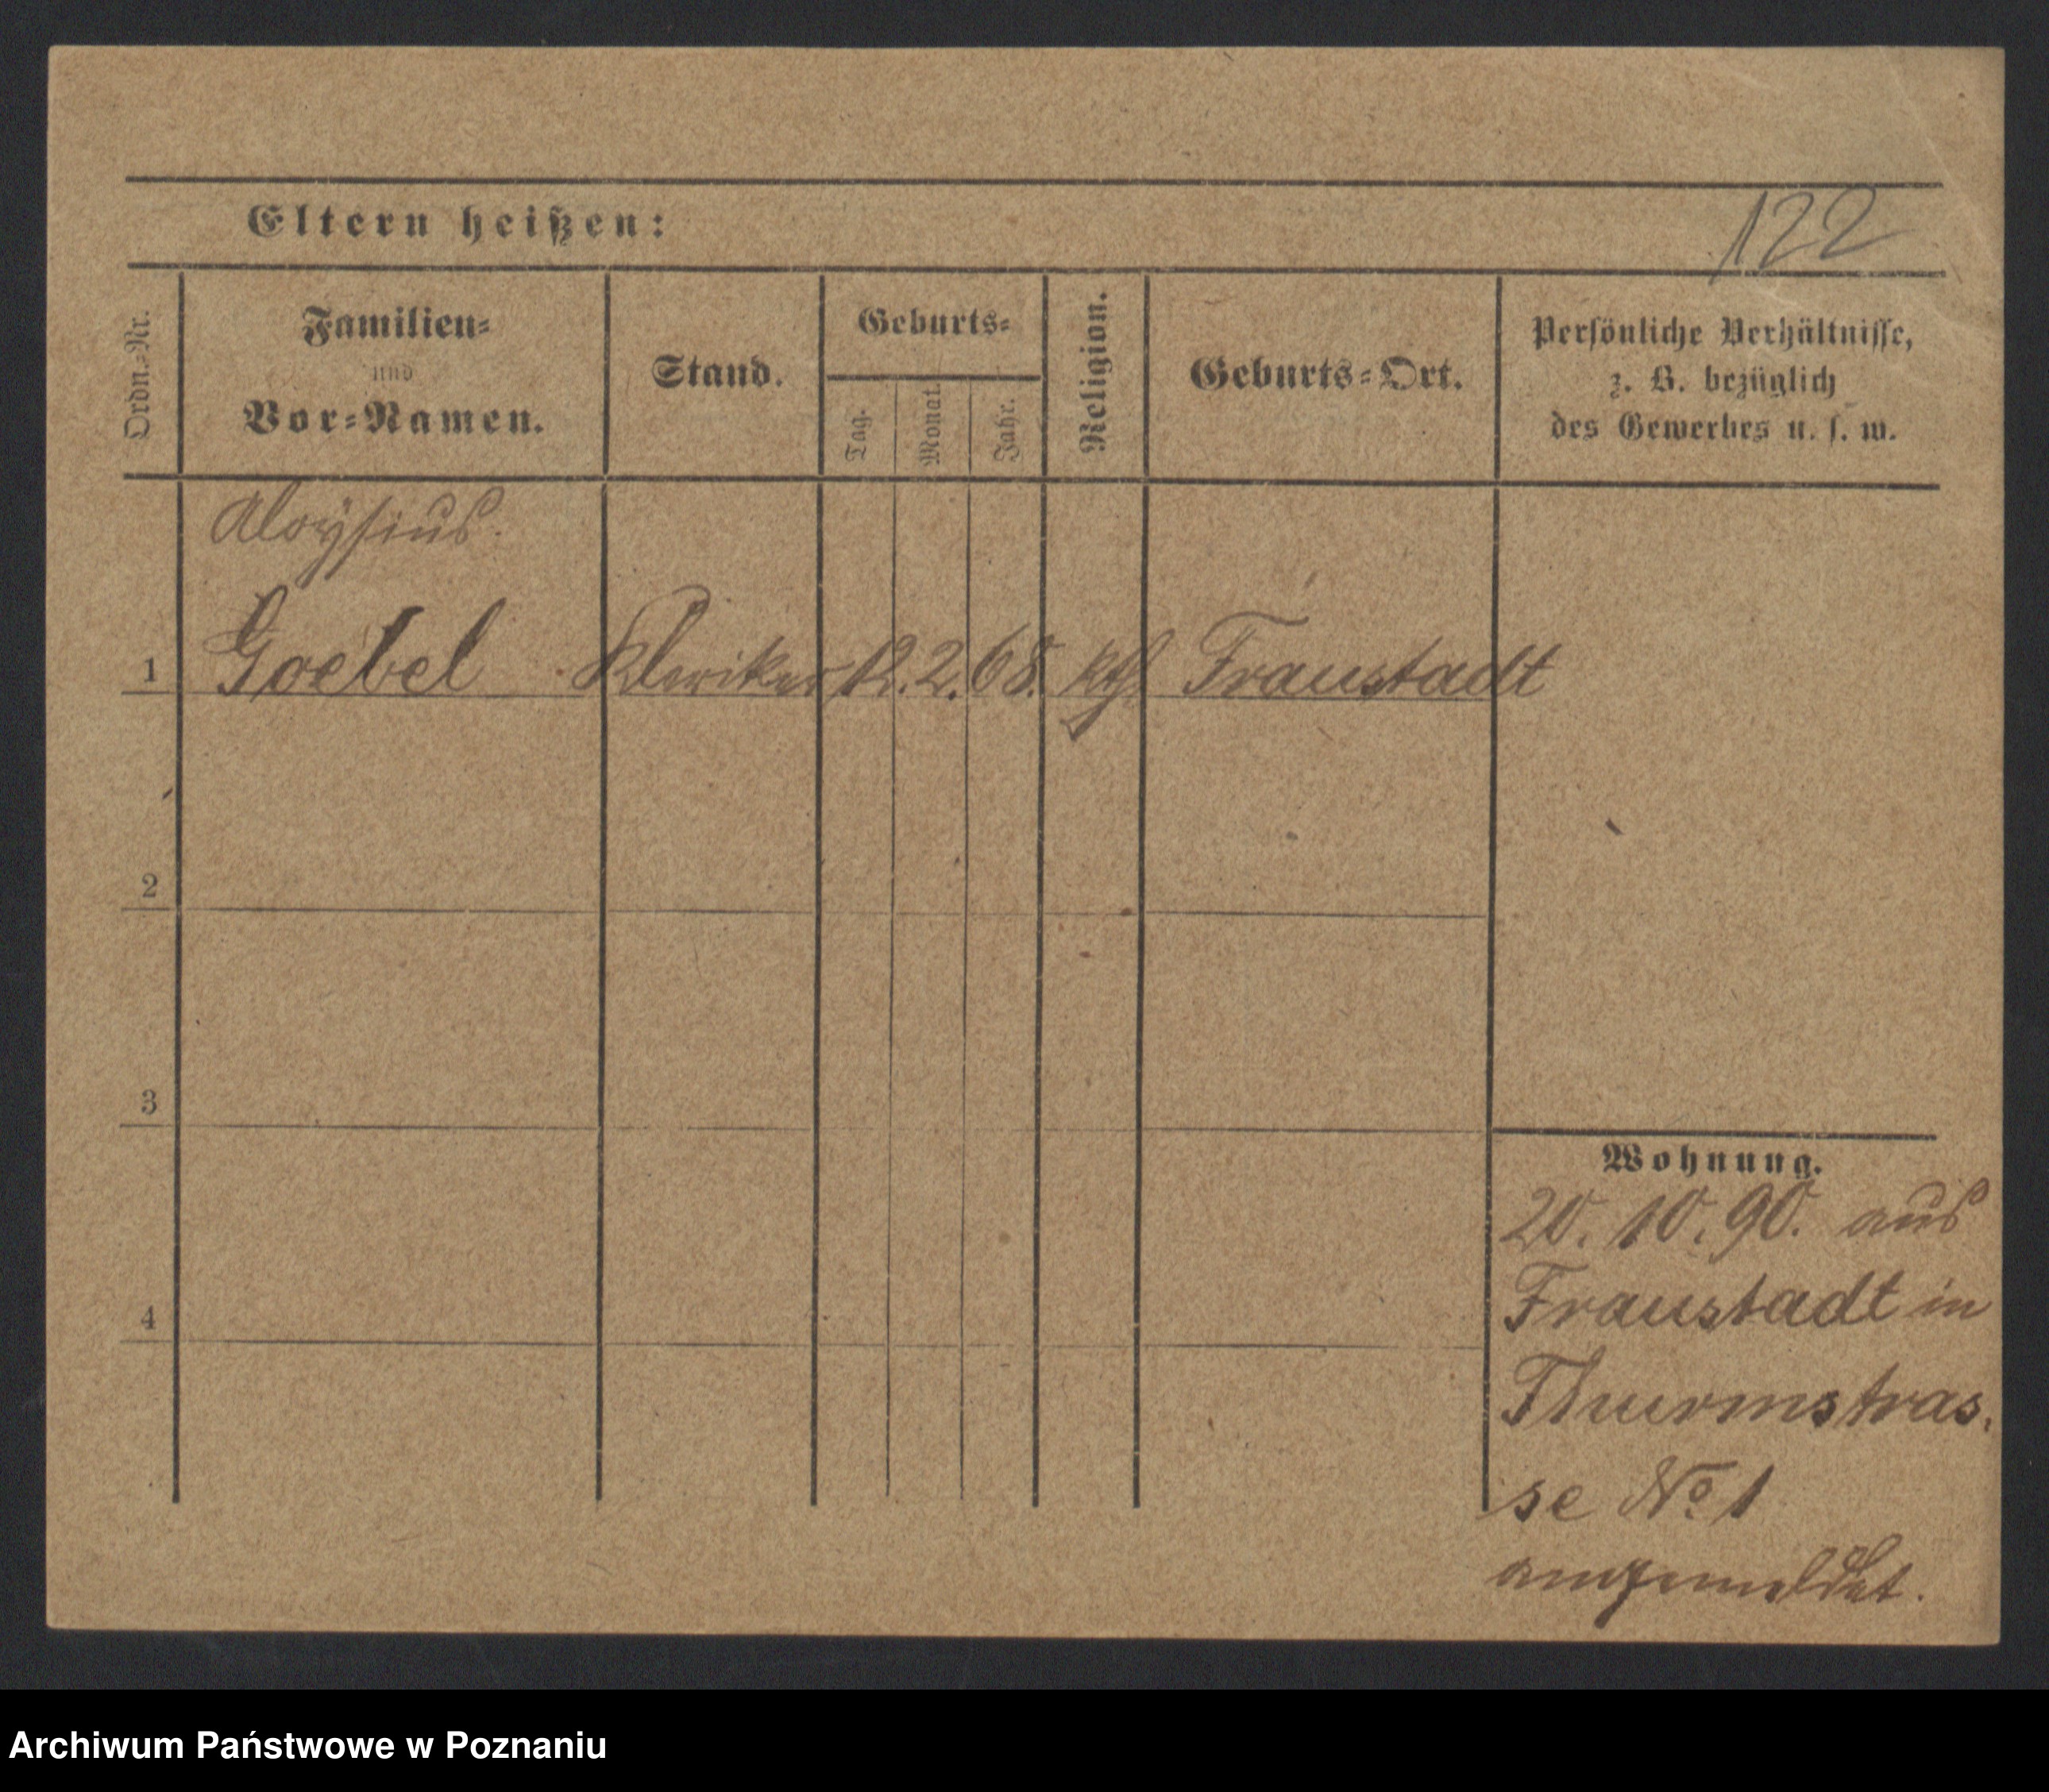 Eltern heißen:
122
Ordn.-Nr.
Familien-
und
Vor-Namen.
Stand.
Geburts-
Tag.
Monat.
Jahr.
Religion.
Geburts-Ort.
Persönliche Verhältnisse,
z. B. bezüglich
des Gewerbes u. s. w.
Aloysius
1 Goebel Kleriker 12. 2. 68. kth Fraustadt
2
3
4
Wohnung.
20. 10. 90. aus
Fraustadt in
Thurmstras.
se No 1
angemeldet.
Archiwum Państwowe w Poznaniu